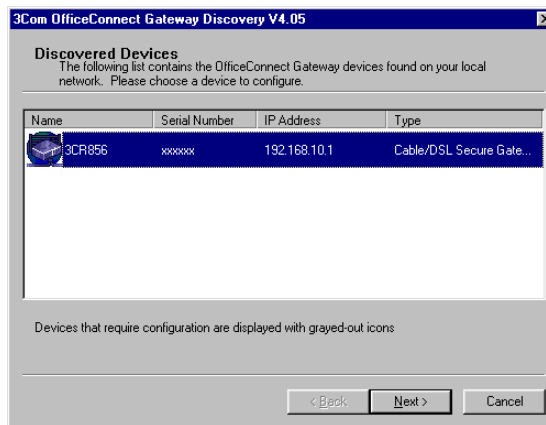 3Com OfficeConnect Gateway Discovery V4.05
Discovered Devices
The following list contains the OfficeConnect Gateway devices found on your local
network. Please choose a device to configure.
Name Serial Number IP Address Type
3CR856 xxxxxx 192.168.10.1 Cable/DSL Secure Gate...
Devices that require configuration are displayed with grayed-out icons
< Back Next > Cancel